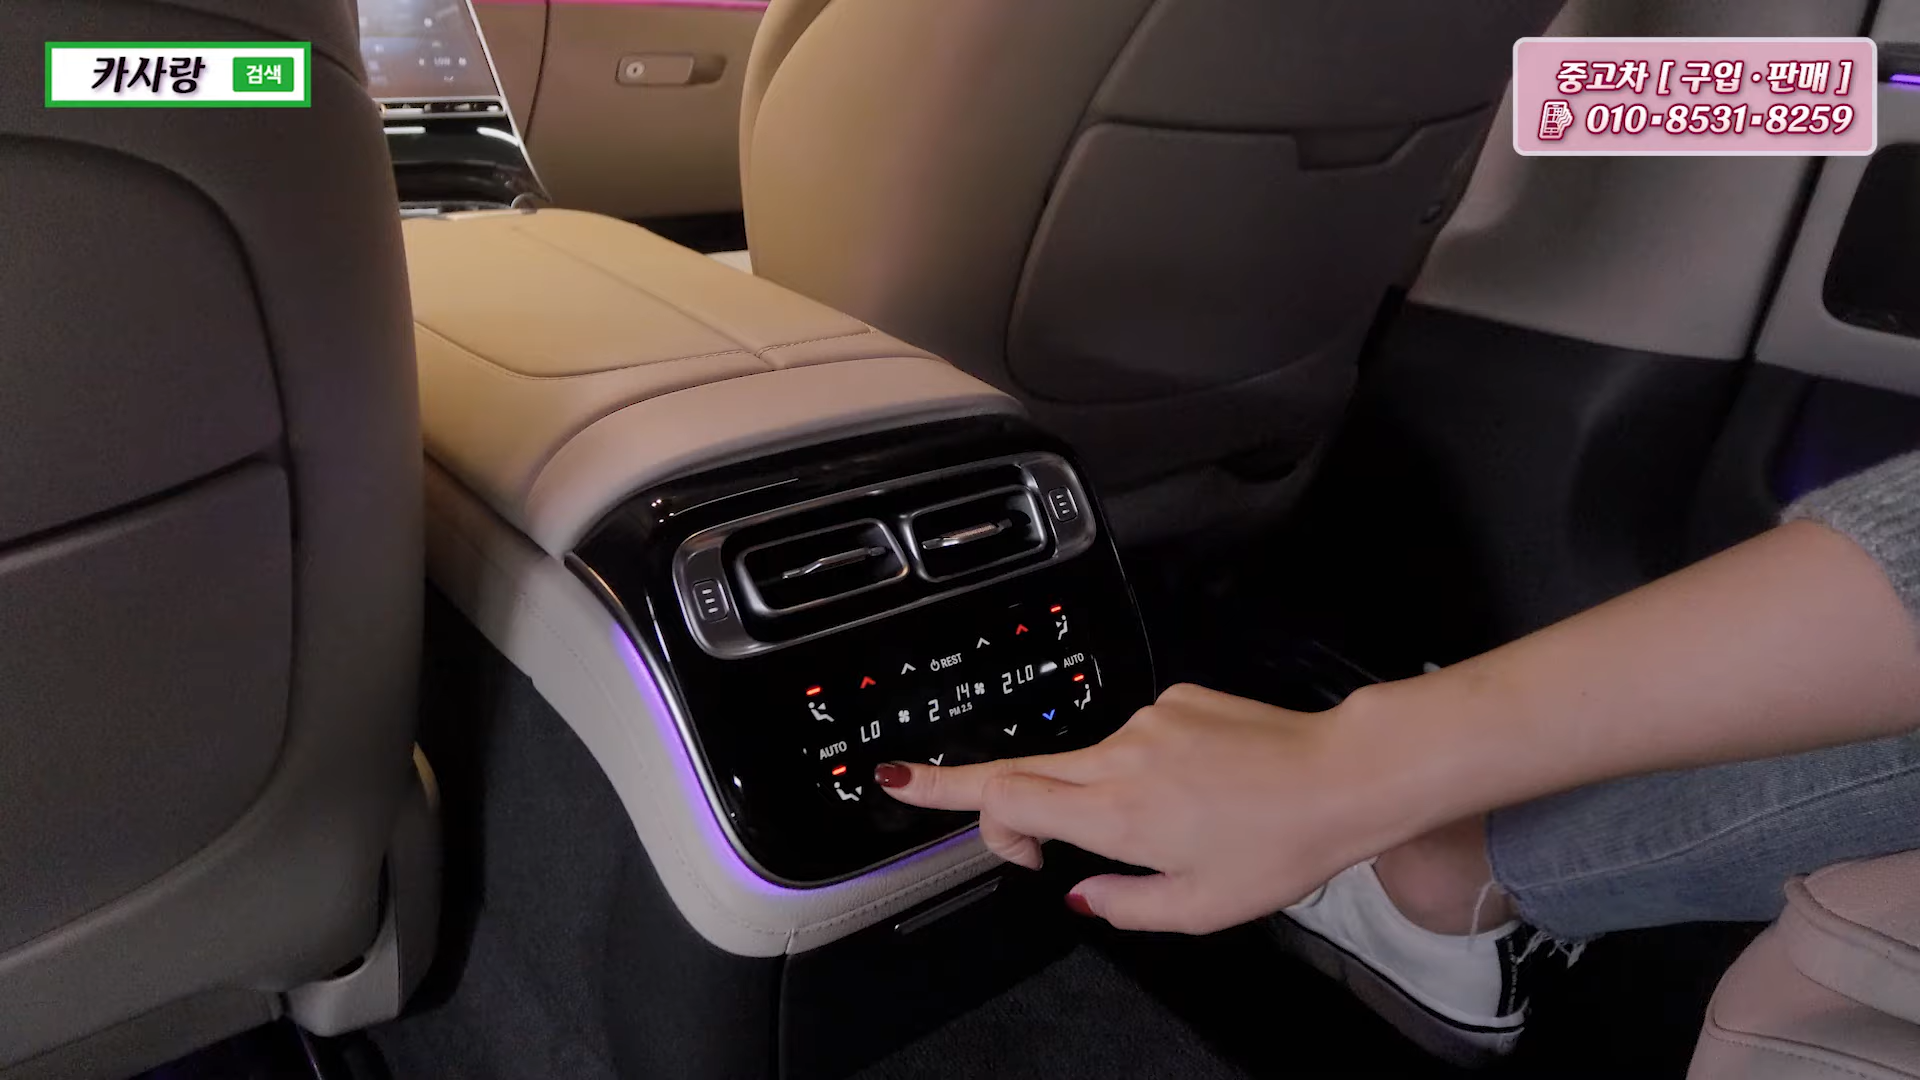 카사랑 검색
중고차 [ 구입·판매 ]
010·8531·8259
REST
AUTO LO 2 14 2 LO AUTO
PM 2.5